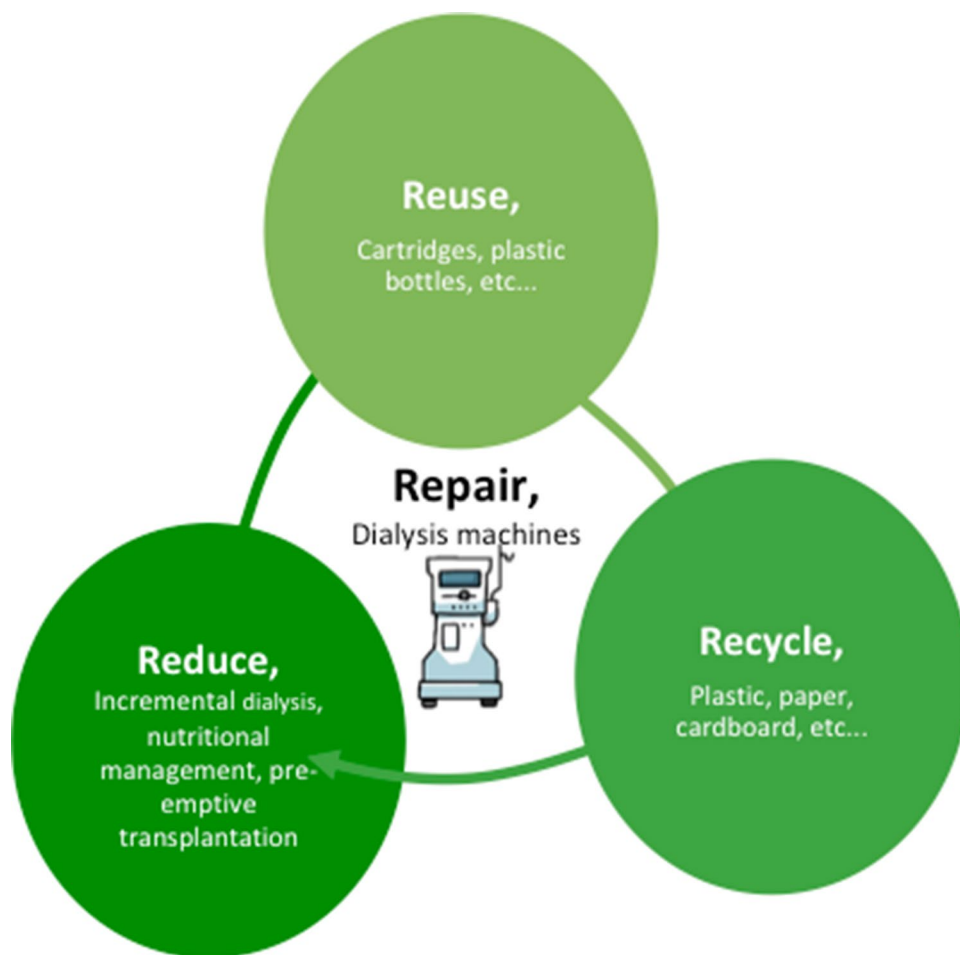 Reuse,
Cartridges, plastic
bottles, etc...
Repair,
Dialysis machines
Recycle,
Plastic, paper,
cardboard, etc...
Reduce,
Incremental dialysis,
nutritional
management, pre-
emptive
transplantation